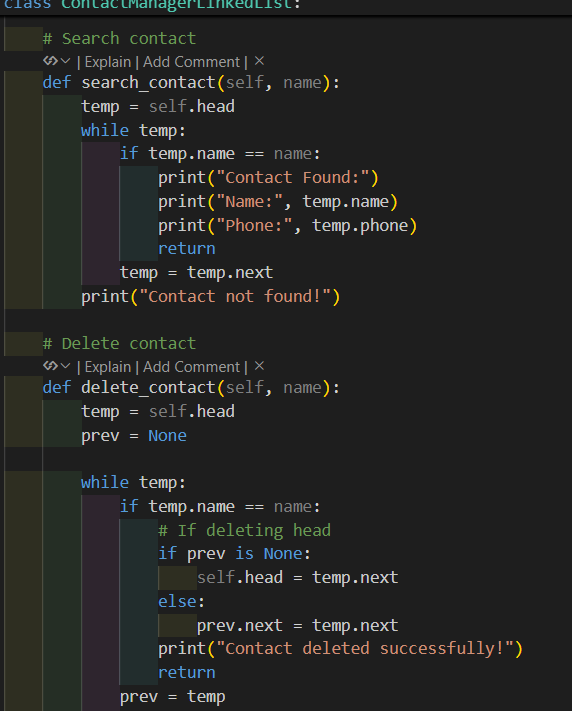 class ContactManagerLinkedList:
# Search contact
| Explain | Add Comment | ×
def search_contact(self, name):
temp = self.head
while temp:
if temp.name == name:
print("Contact Found:")
print("Name:", temp.name)
print("Phone:", temp.phone)
return
temp = temp.next
print("Contact not found!")
# Delete contact
| Explain | Add Comment | ×
def delete_contact(self, name):
temp = self.head
prev = None
while temp:
if temp.name == name:
# If deleting head
if prev is None:
self.head = temp.next
else:
prev.next = temp.next
print("Contact deleted successfully!")
return
prev = temp